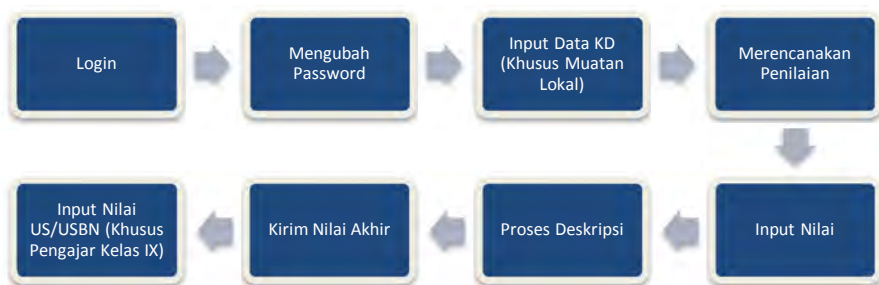 Login
Mengubah
Password
Input Data KD
(Khusus Muatan
Lokal)
Merencanakan
Penilaian
Input Nilai
Proses Deskripsi
Kirim Nilai Akhir
Input Nilai
US/USBN (Khusus
Pengajar Kelas IX)